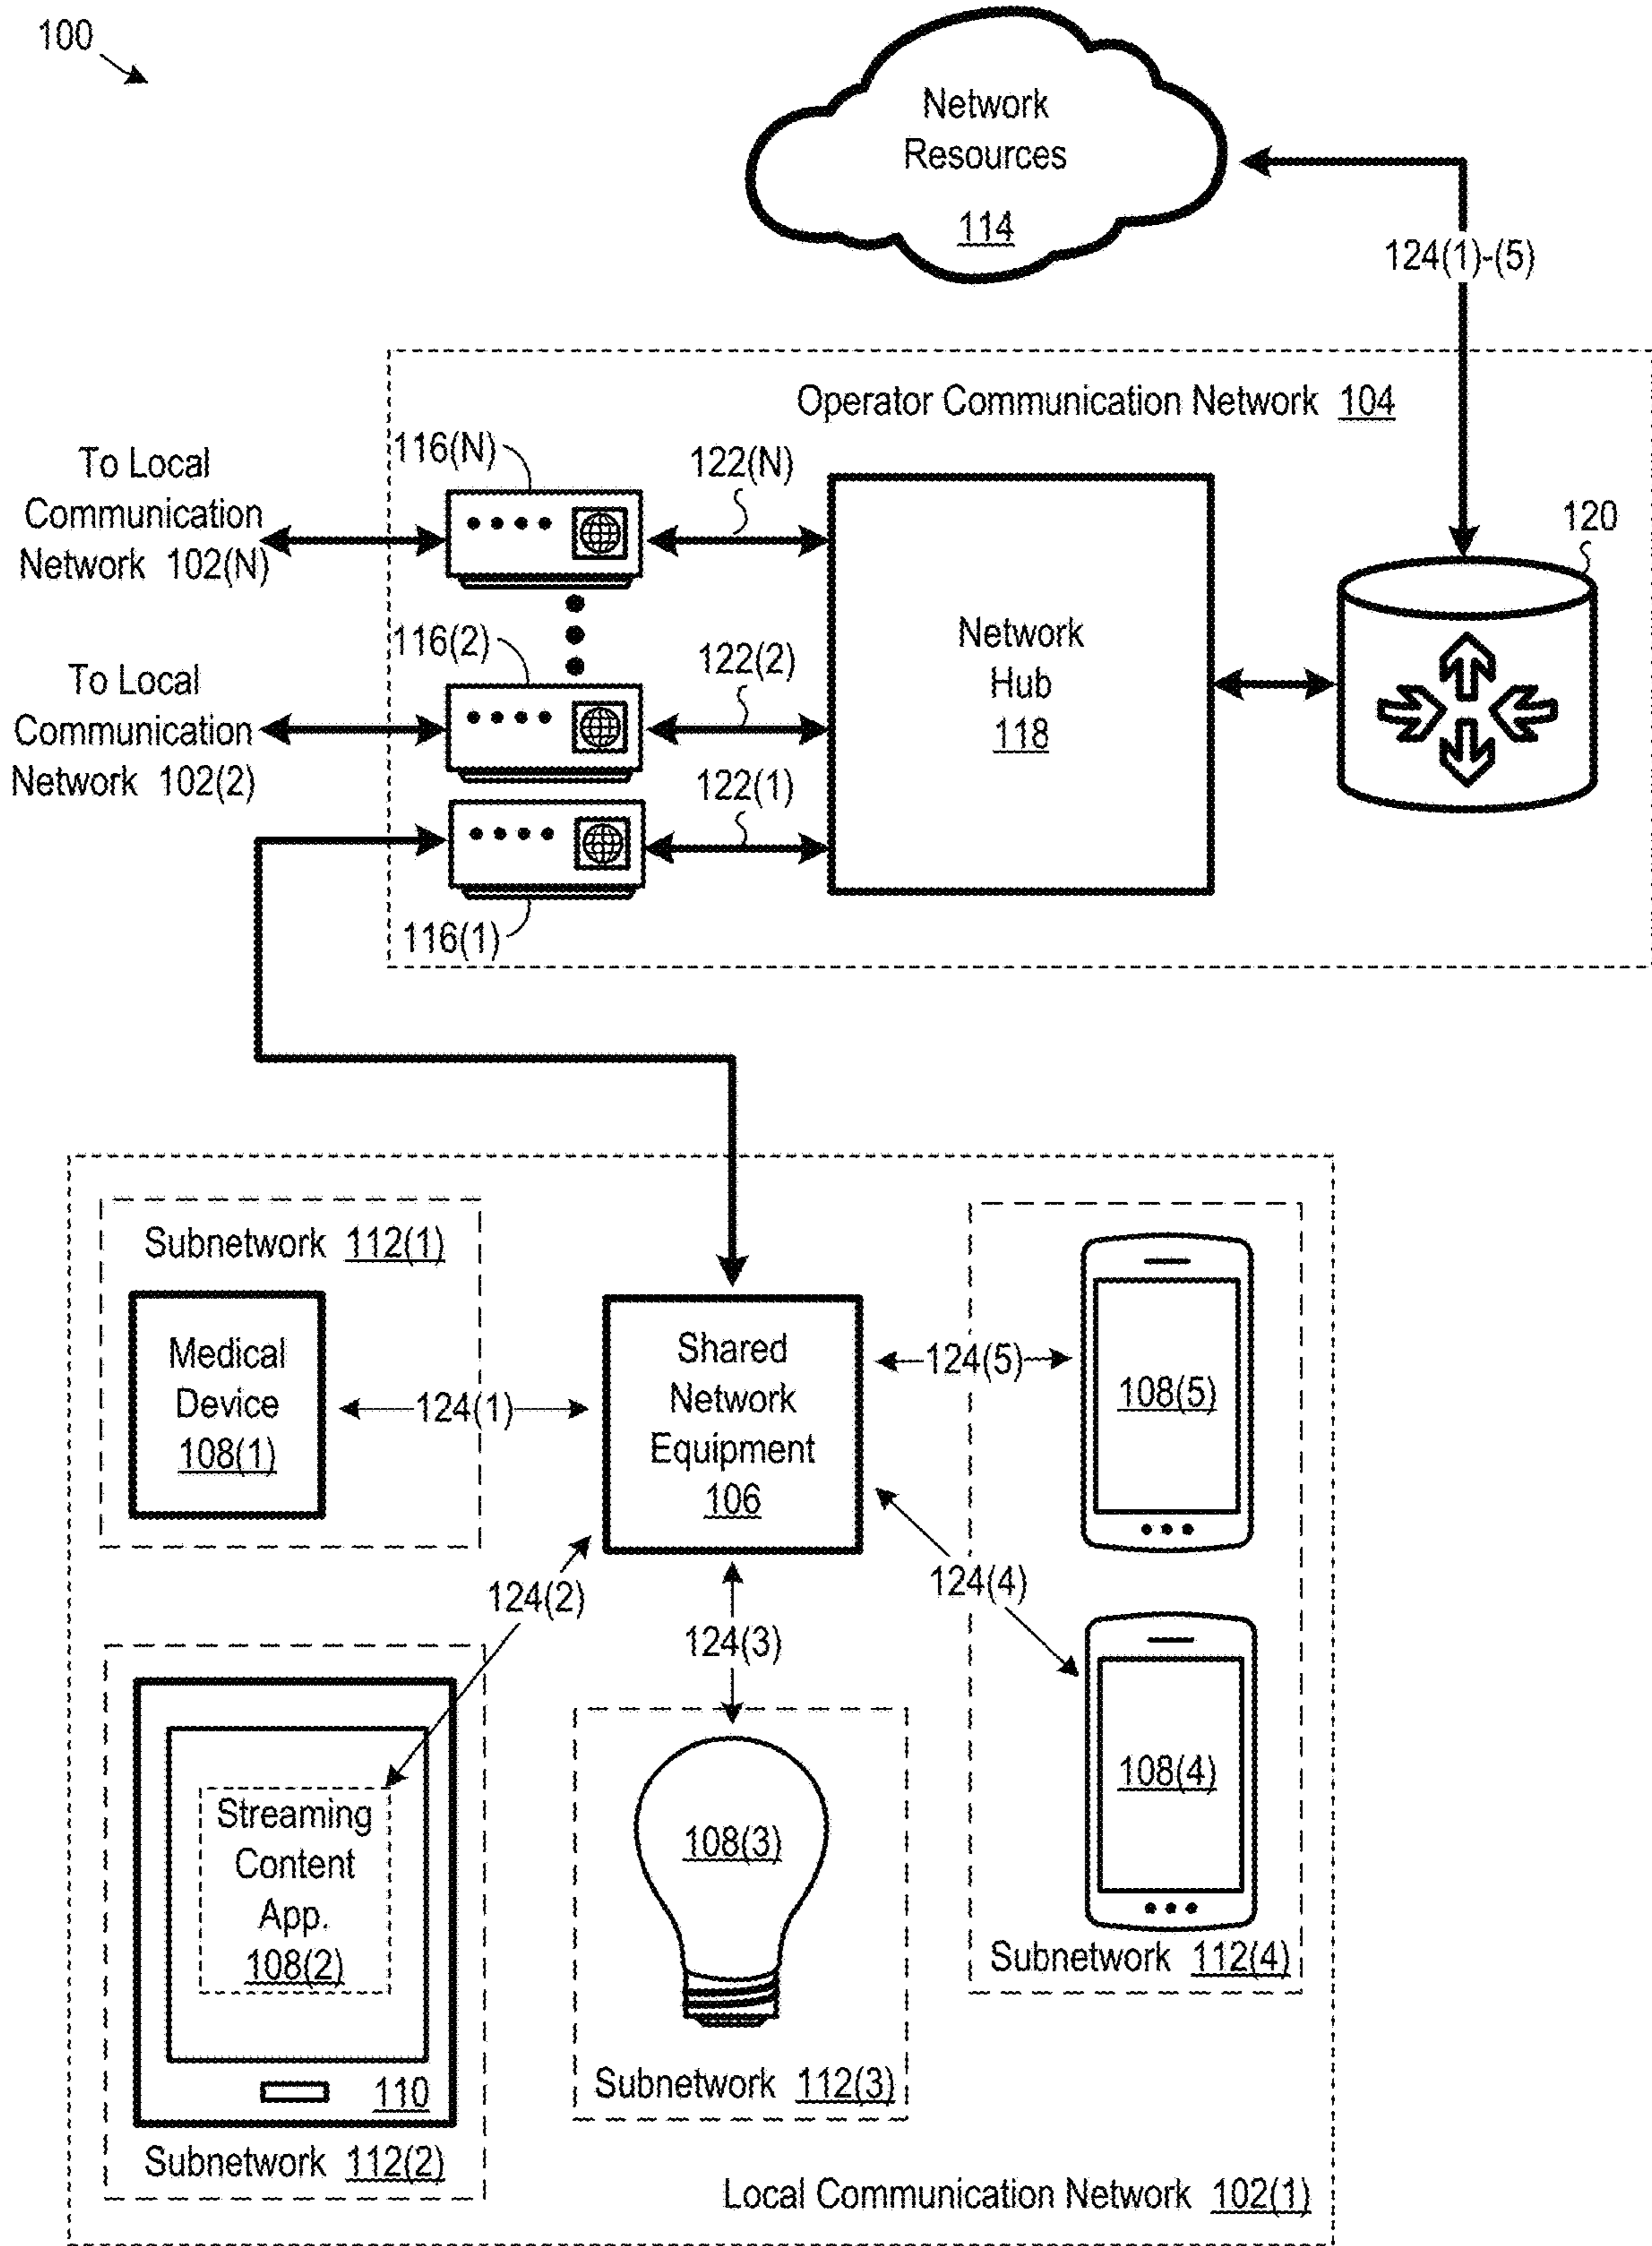 100
Network
Resources
114
124(1)-(5)
Operator Communication Network 104
To Local
Communication
Network 102(N)
116(N)
122(N)
120
To Local
Communication
Network 102(2)
116(2)
122(2)
Network
Hub
118
122(1)
116(1)
Subnetwork 112(1)
Medical
Device
108(1)
124(1)
Shared
Network
Equipment
106
124(5)
108(5)
124(2)
124(3)
124(4)
108(4)
Subnetwork 112(4)
Streaming
Content
App.
108(2)
110
Subnetwork 112(2)
108(3)
Subnetwork 112(3)
Local Communication Network 102(1)